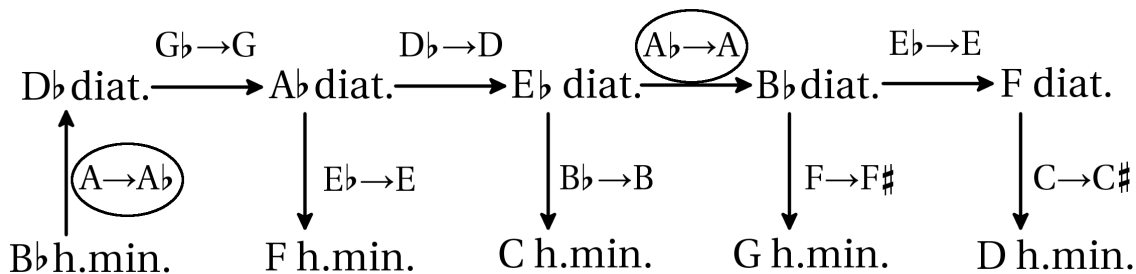 G♭→G D♭→D A♭→A E♭→E
D♭ diat. A♭ diat. E♭ diat. B♭ diat. F diat.
A→A♭ E♭→E B♭→B F→F♯ C→C♯
B♭ h.min. F h.min. C h.min. G h.min. D h.min.